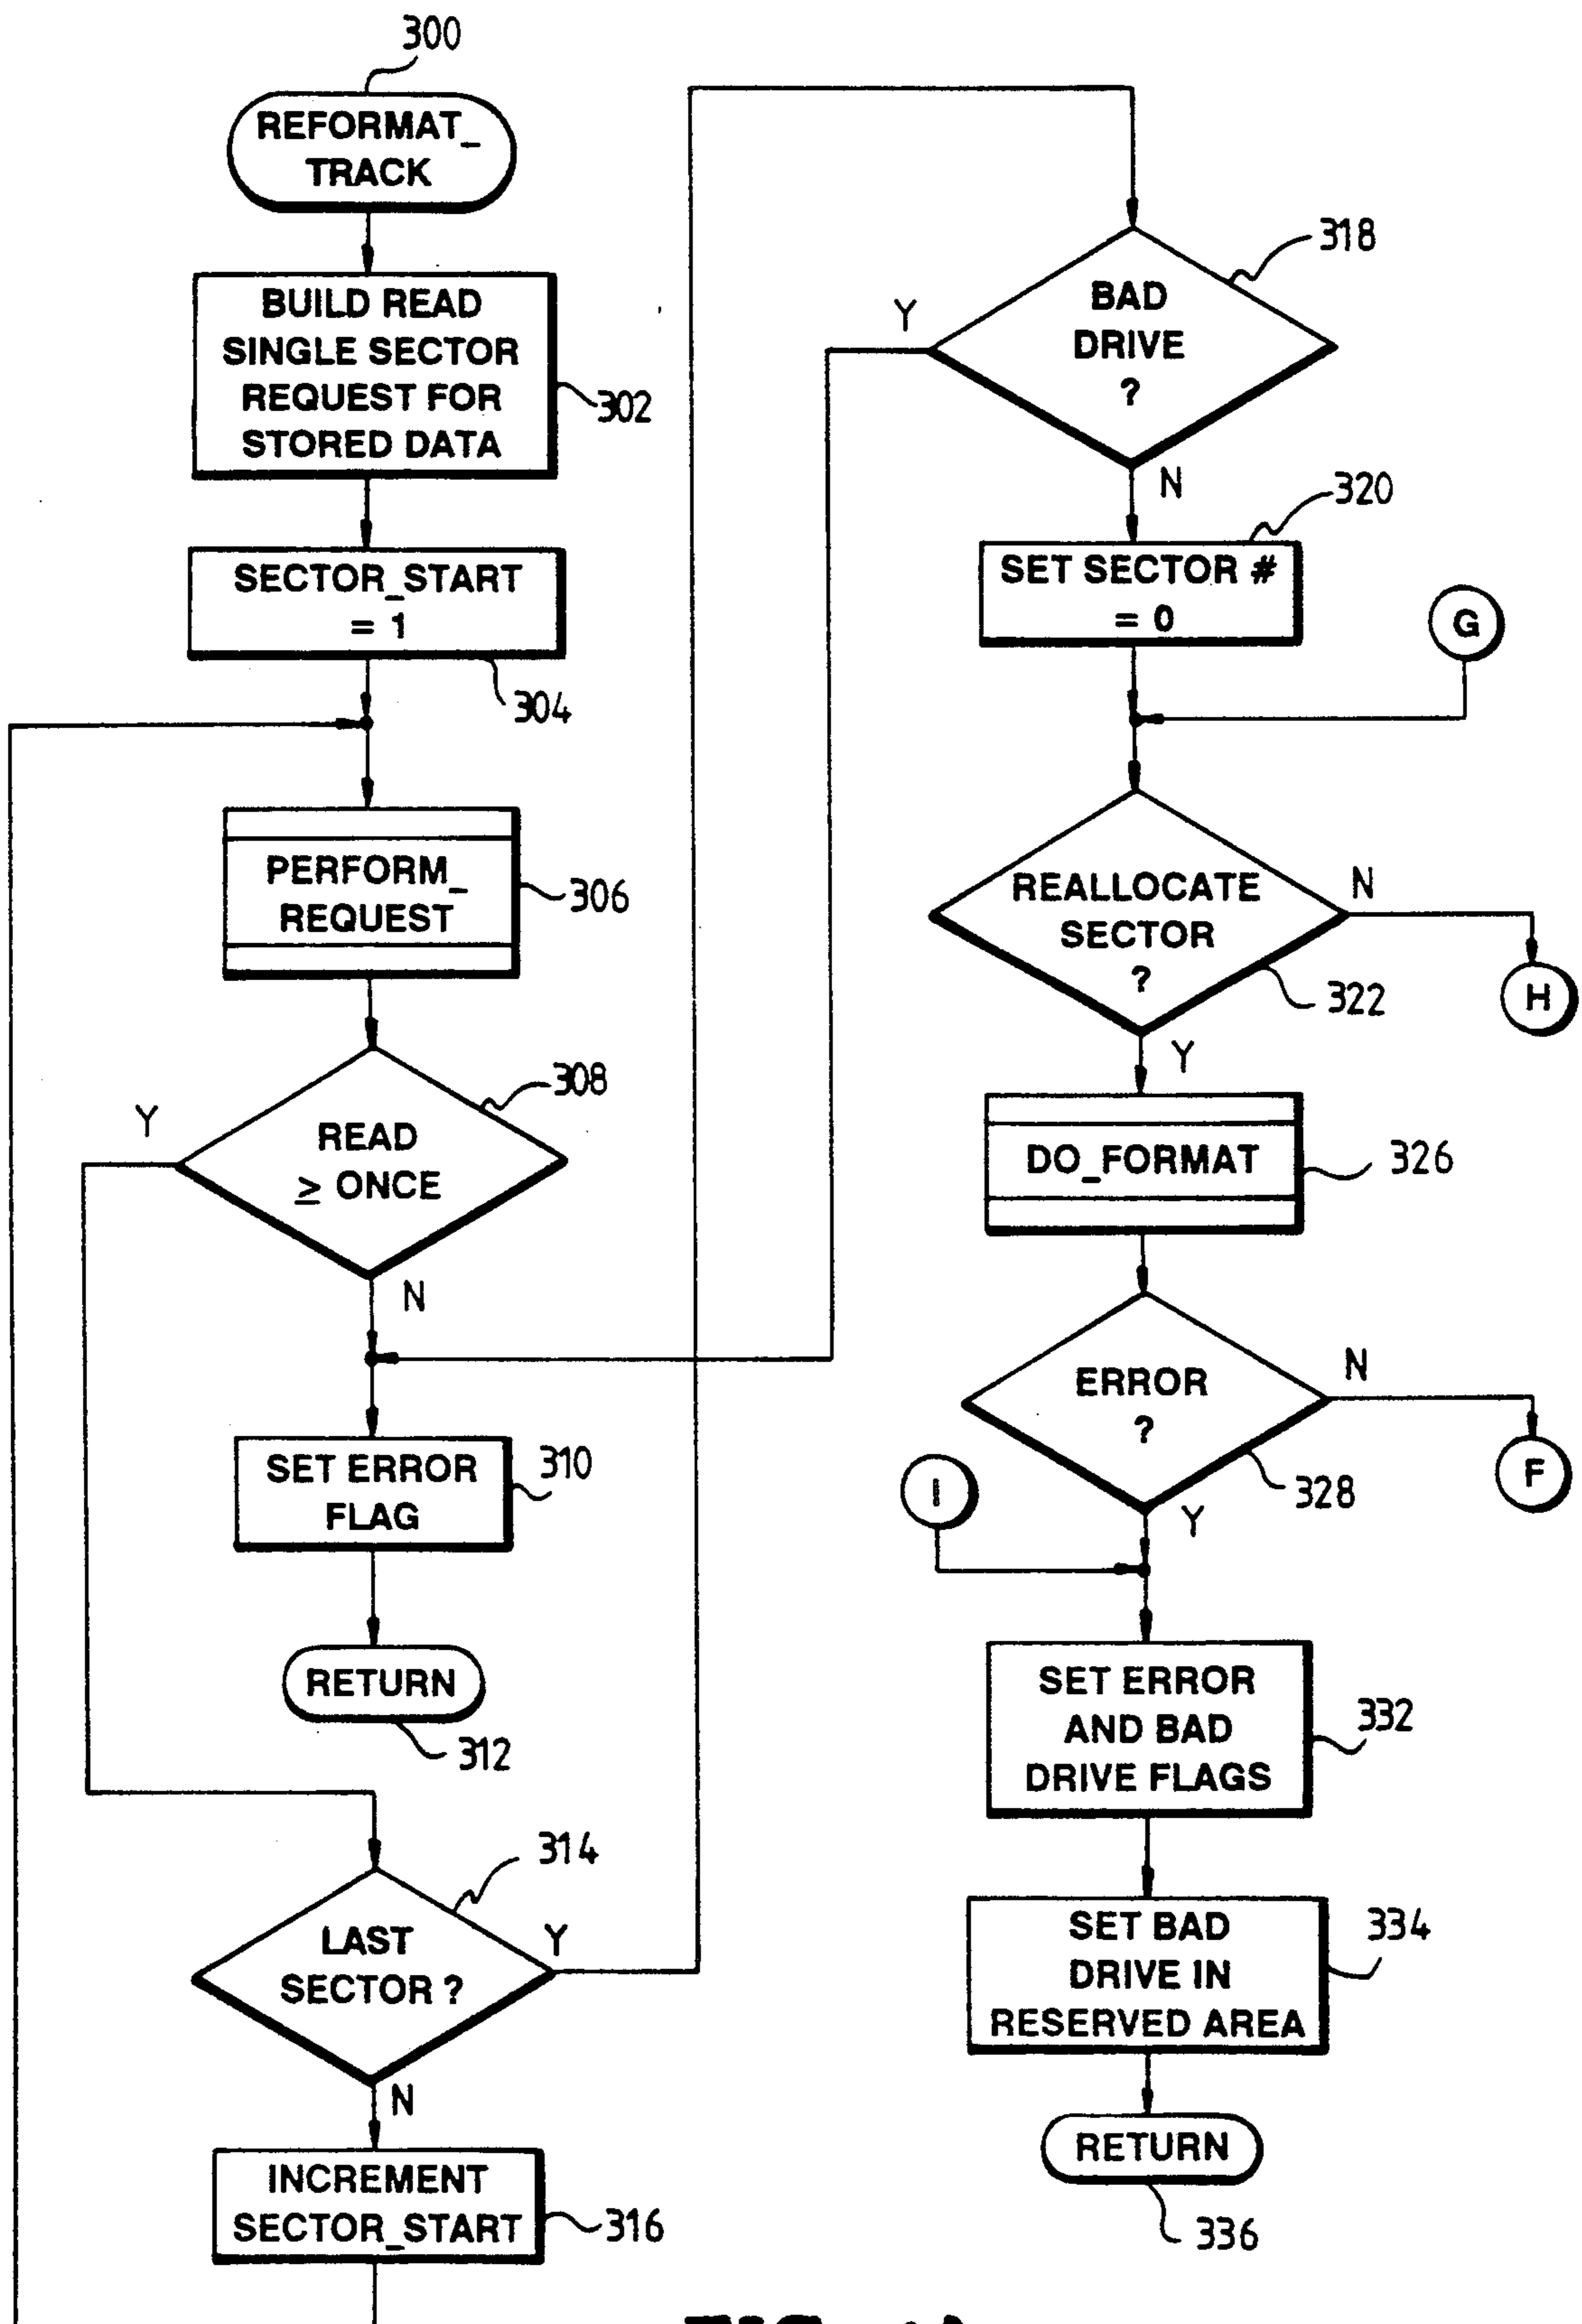 300
REFORMAT_
TRACK
BUILD READ
SINGLE SECTOR
REQUEST FOR
STORED DATA
302
SECTOR_START
= 1
304
PERFORM_
REQUEST
306
308
Y
READ
≥ ONCE
N
SET ERROR
FLAG
310
RETURN
312
314
LAST
SECTOR ?
Y
N
INCREMENT
SECTOR_START
316
318
Y
BAD
DRIVE
?
N
320
SET SECTOR #
= 0
G
REALLOCATE
SECTOR
?
N
H
322
Y
DO_FORMAT
326
ERROR
?
N
F
328
I
Y
SET ERROR
AND BAD
DRIVE FLAGS
332
SET BAD
DRIVE IN
RESERVED AREA
334
RETURN
336